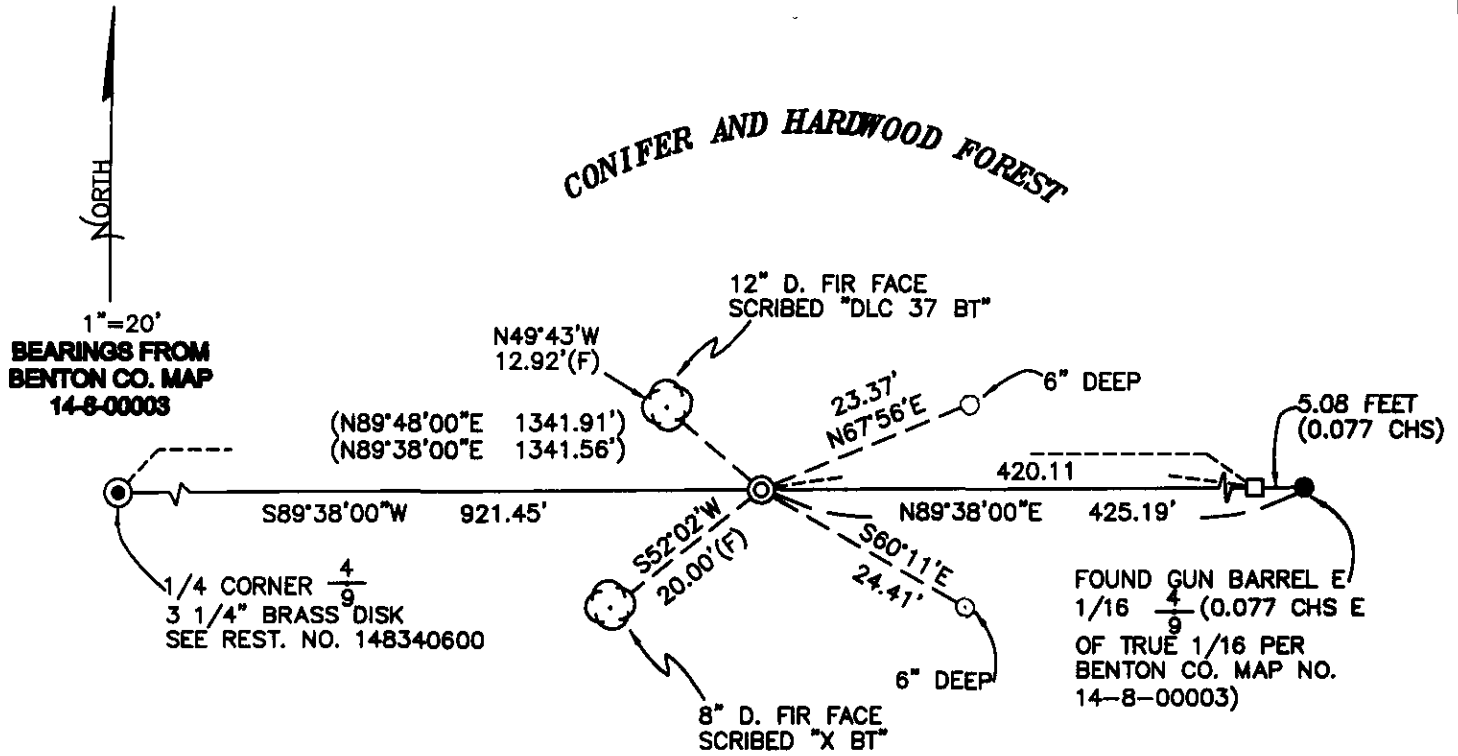 CONIFER AND HARDWOOD FOREST
NORTH
1"=20'
BEARINGS FROM
BENTON CO. MAP
14-8-00003
12" D. FIR FACE
SCRIBED "DLC 37 BT"
N49°43'W
12.92'(F)
23.37'
N67°56'E
6" DEEP
5.08 FEET
(0.077 CHS)
(N89°48'00"E 1341.91')
(N89°38'00"E 1341.56')
420.11
S89°38'00"W 921.45'
N89°38'00"E 425.19'
S52°02'W
20.00'(F)
S60°11'E
24.41'
1/4 CORNER 4/9
3 1/4" BRASS DISK
SEE REST. NO. 148340600
FOUND GUN BARREL E
1/16 4/9 (0.077 CHS E
OF TRUE 1/16 PER
BENTON CO. MAP NO.
14-8-00003)
6" DEEP
8" D. FIR FACE
SCRIBED "X BT"